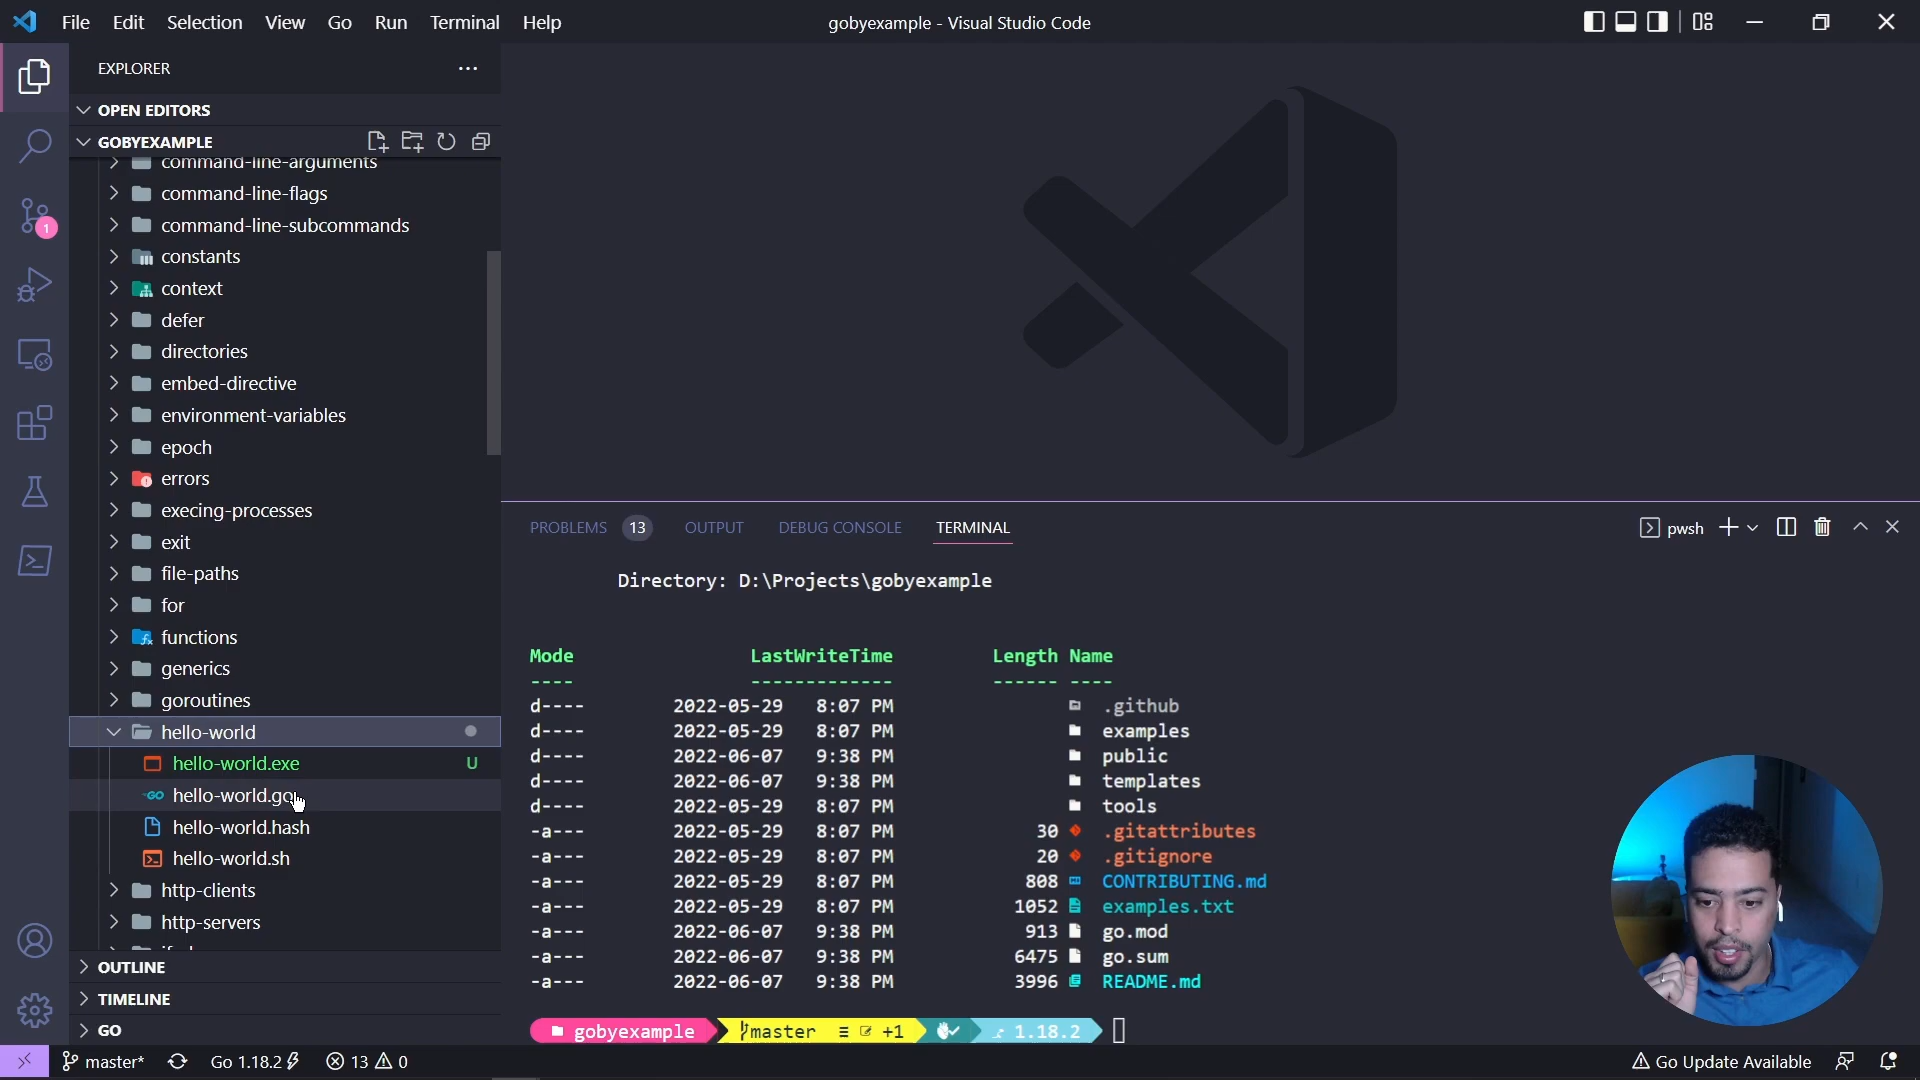 File Edit Selection View Go Run Terminal Help
gobyexample - Visual Studio Code
EXPLORER
OPEN EDITORS
GOBYEXAMPLE
command-line-arguments
command-line-flags
command-line-subcommands
constants
context
defer
directories
embed-directive
environment-variables
epoch
errors
execing-processes
exit
file-paths
for
functions
generics
goroutines
hello-world
hello-world.exe U
hello-world.go
hello-world.hash
hello-world.sh
http-clients
http-servers
OUTLINE
TIMELINE
GO
1
PROBLEMS 13 OUTPUT DEBUG CONSOLE TERMINAL
pwsh
Directory: D:\Projects\gobyexample
Mode LastWriteTime Length Name
---- ------------- ------ ----
d---- 2022-05-29 8:07 PM .github
d---- 2022-05-29 8:07 PM examples
d---- 2022-06-07 9:38 PM public
d---- 2022-06-07 9:38 PM templates
d---- 2022-05-29 8:07 PM tools
-a--- 2022-05-29 8:07 PM 30 .gitattributes
-a--- 2022-05-29 8:07 PM 20 .gitignore
-a--- 2022-05-29 8:07 PM 808 CONTRIBUTING.md
-a--- 2022-05-29 8:07 PM 1052 examples.txt
-a--- 2022-06-07 9:38 PM 913 go.mod
-a--- 2022-06-07 9:38 PM 6475 go.sum
-a--- 2022-06-07 9:38 PM 3996 README.md
gobyexample master ≡ +1 1.18.2
master* Go 1.18.2 13 0
Go Update Available